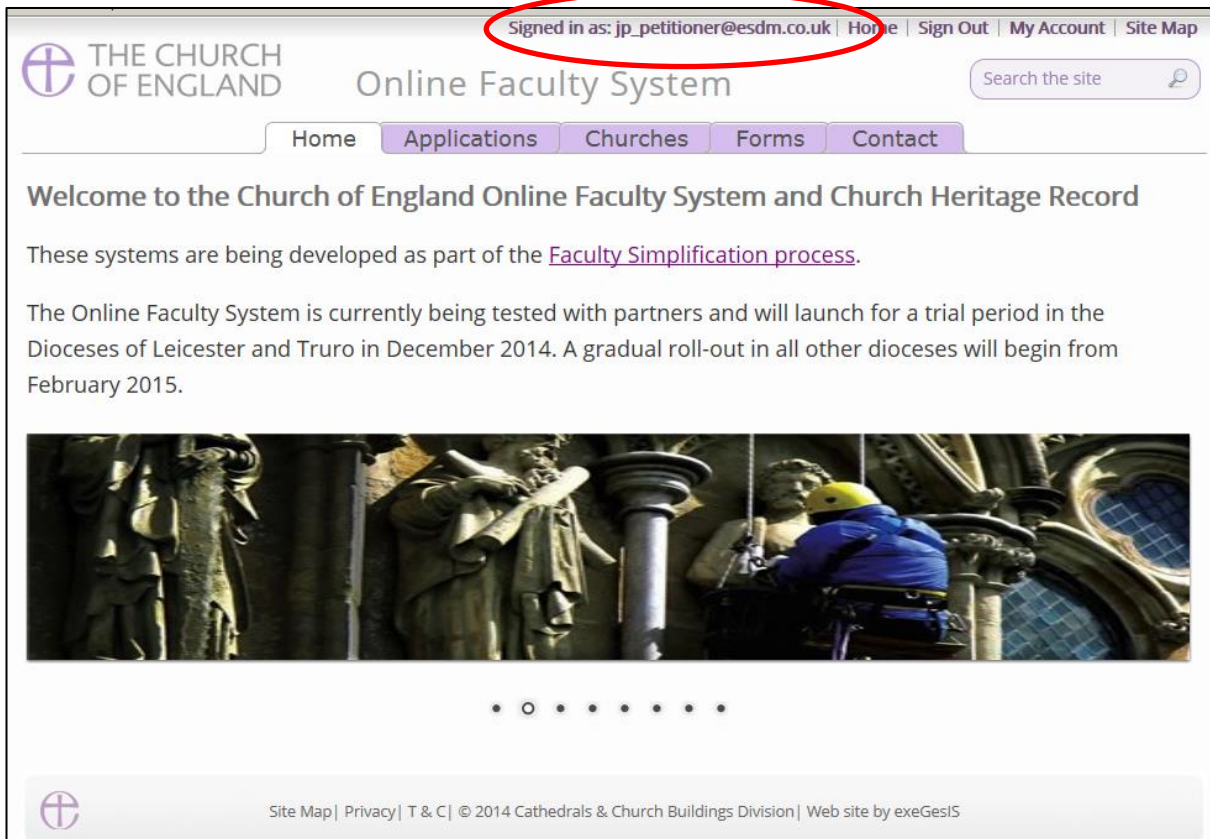 Signed in as: jp_petitioner@esdm.co.uk | Home | Sign Out | My Account | Site Map
THE CHURCH
OF ENGLAND
Online Faculty System
Search the site
Home Applications Churches Forms Contact
Welcome to the Church of England Online Faculty System and Church Heritage Record
These systems are being developed as part of the Faculty Simplification process.
The Online Faculty System is currently being tested with partners and will launch for a trial period in the
Dioceses of Leicester and Truro in December 2014. A gradual roll-out in all other dioceses will begin from
February 2015.
Site Map| Privacy| T & C| © 2014 Cathedrals & Church Buildings Division| Web site by exeGesIS